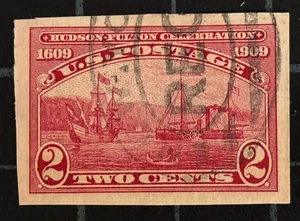 HUDSON-FULTON CELEBRATION
1609 1909
U.S. POSTAGE
2 2
TWO CENTS